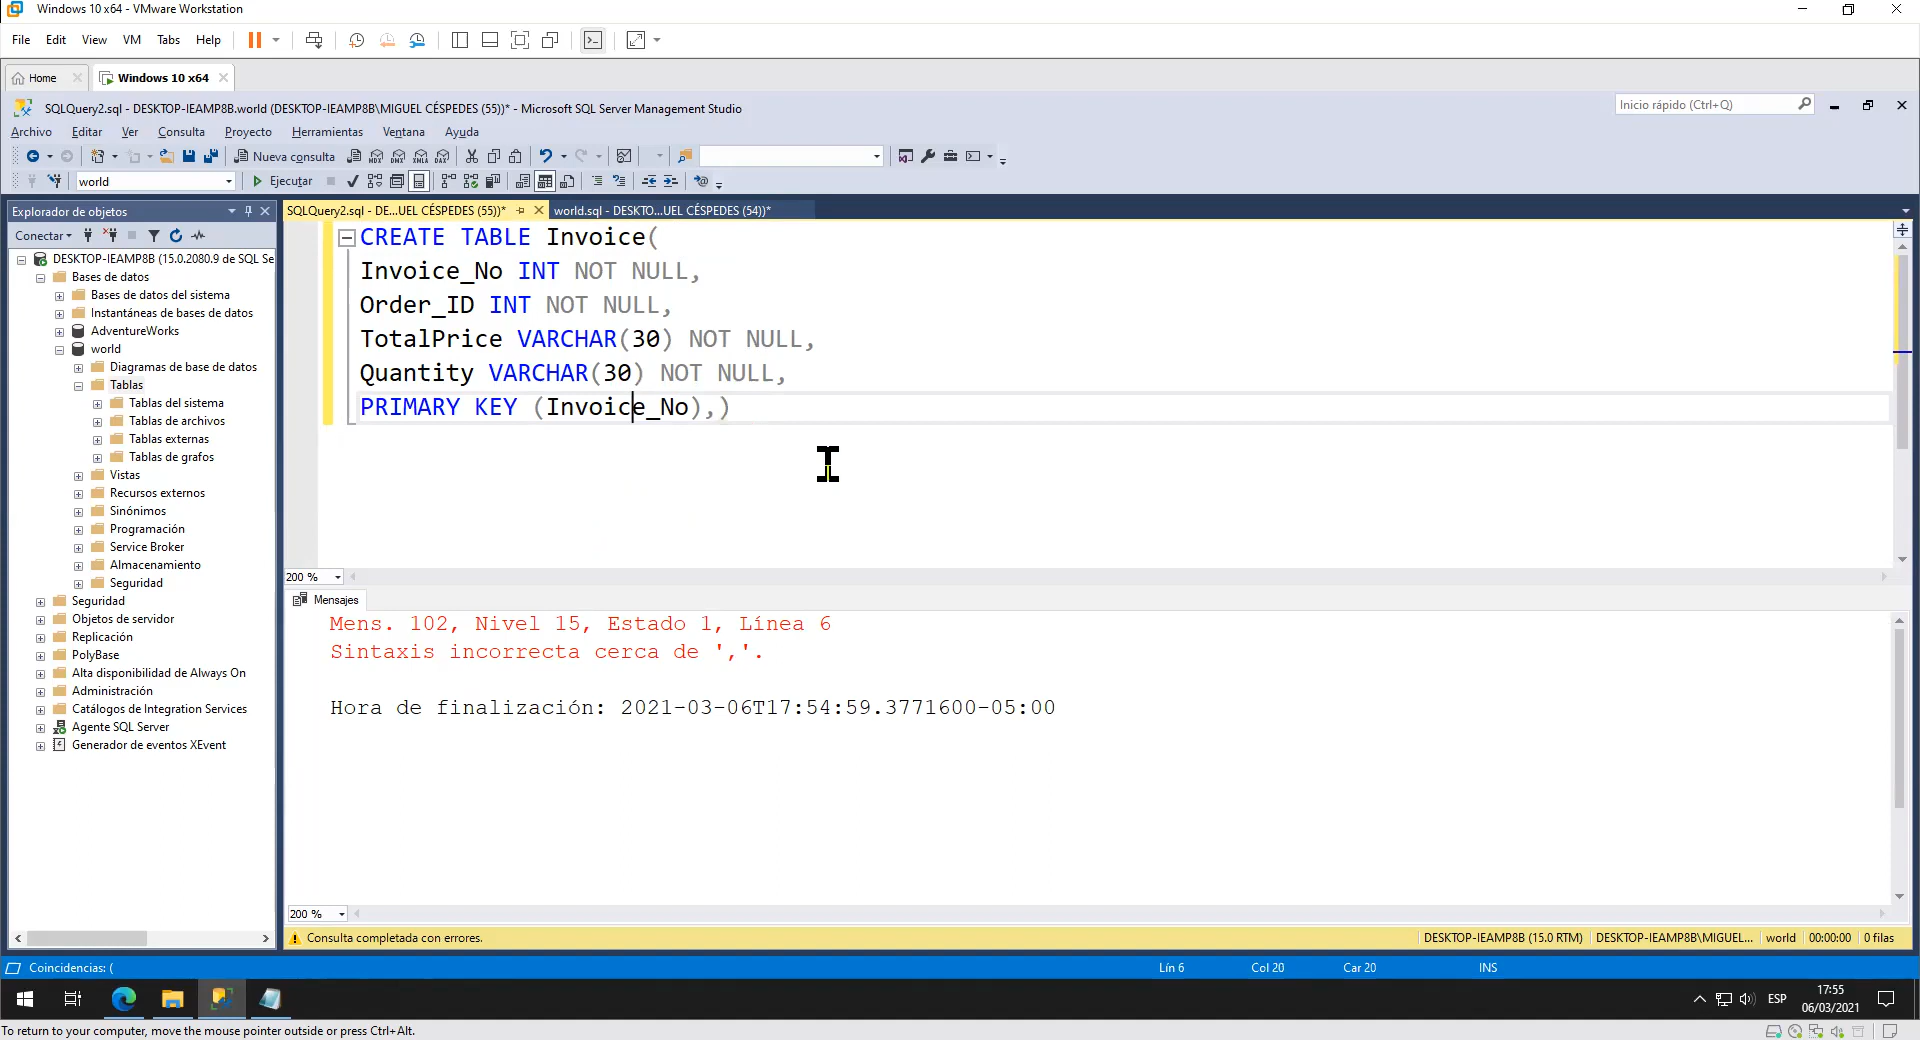 Windows 10 x64 - VMware Workstation
File Edit View VM Tabs Help
Home Windows 10 x64
SQLQuery2.sql - DESKTOP-IEAMP8B.world (DESKTOP-IEAMP8B\MIGUEL CÉSPEDES (55))* - Microsoft SQL Server Management Studio
Inicio rápido (Ctrl+Q)
Archivo Editar Ver Consulta Proyecto Herramientas Ventana Ayuda
Nueva consulta MDX DMX XMLA DAX
world Ejecutar
Explorador de objetos
Conectar
DESKTOP-IEAMP8B (15.0.2080.9 de SQL Se
Bases de datos
Bases de datos del sistema
Instantáneas de bases de datos
AdventureWorks
world
Diagramas de base de datos
Tablas
Tablas del sistema
Tablas de archivos
Tablas externas
Tablas de grafos
Vistas
Recursos externos
Sinónimos
Programación
Service Broker
Almacenamiento
Seguridad
Seguridad
Objetos de servidor
Replicación
PolyBase
Alta disponibilidad de Always On
Administración
Catálogos de Integration Services
Agente SQL Server
Generador de eventos XEvent
SQLQuery2.sql - DE...UEL CÉSPEDES (55))* world.sql - DESKTO...UEL CÉSPEDES (54))*
CREATE TABLE Invoice(
Invoice_No INT NOT NULL,
Order_ID INT NOT NULL,
TotalPrice VARCHAR(30) NOT NULL,
Quantity VARCHAR(30) NOT NULL,
PRIMARY KEY (Invoice_No),)
200 %
Mensajes
Mens. 102, Nivel 15, Estado 1, Línea 6
Sintaxis incorrecta cerca de ','.
Hora de finalización: 2021-03-06T17:54:59.3771600-05:00
200 %
Consulta completada con errores. DESKTOP-IEAMP8B (15.0 RTM) DESKTOP-IEAMP8B\MIGUEL... world 00:00:00 0 filas
Coincidencias: ( Lín 6 Col 20 Car 20 INS
ESP 17:55
06/03/2021
To return to your computer, move the mouse pointer outside or press Ctrl+Alt.